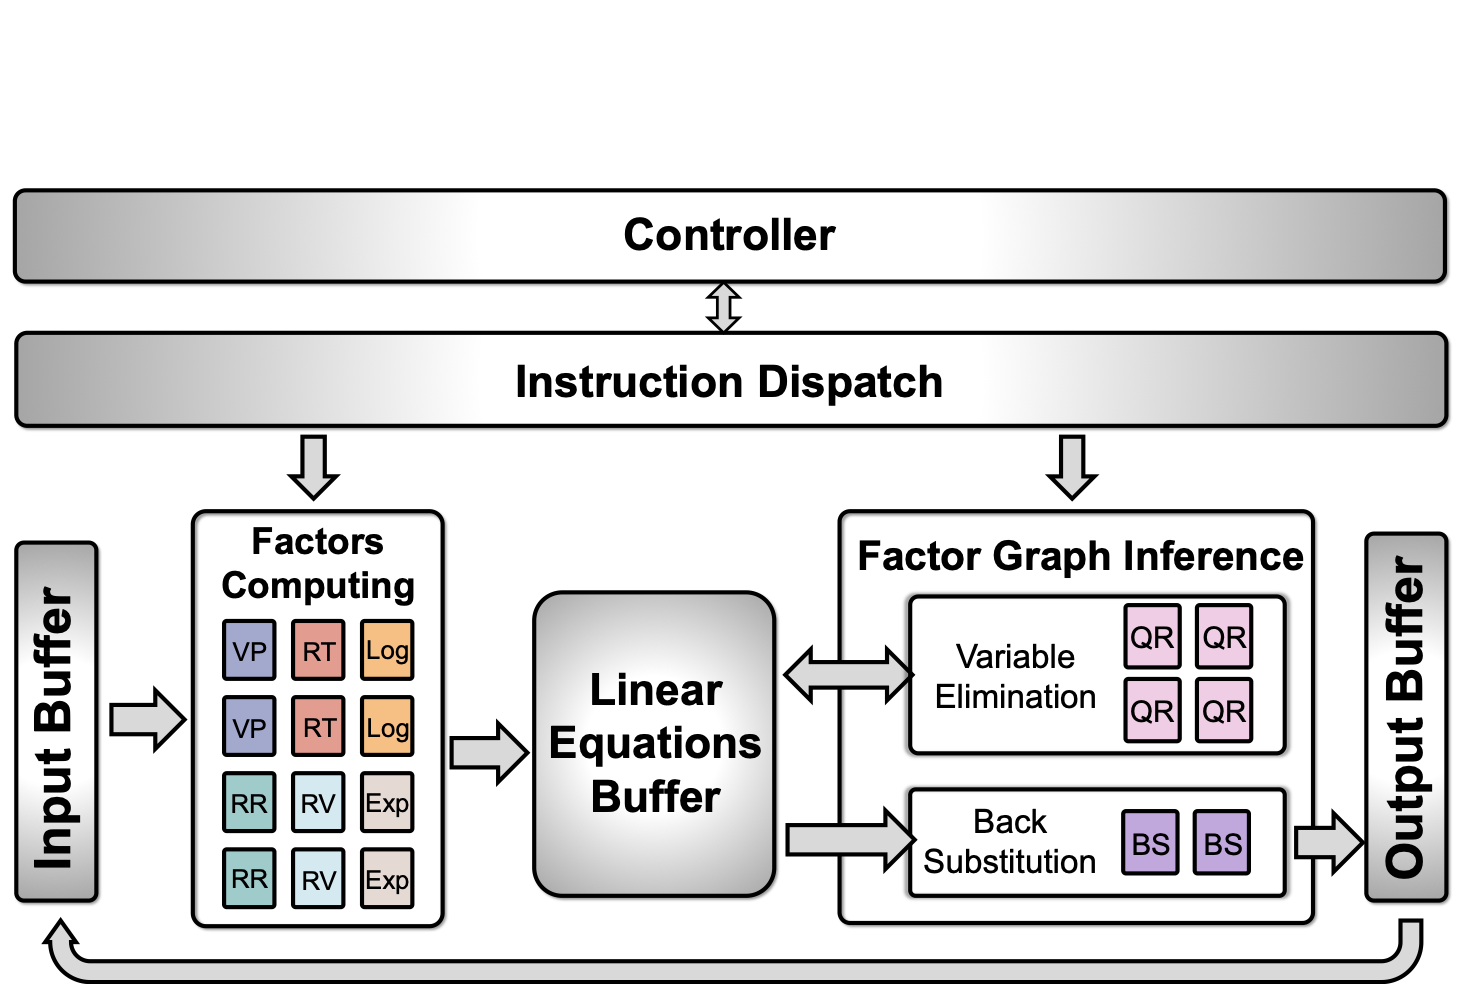 Controller
Instruction Dispatch
Input Buffer
Factors
Computing
VP RT Log
VP RT Log
RR RV Exp
RR RV Exp
Linear
Equations
Buffer
Factor Graph Inference
Variable
Elimination
QR QR
QR QR
Back
Substitution
BS BS
Output Buffer